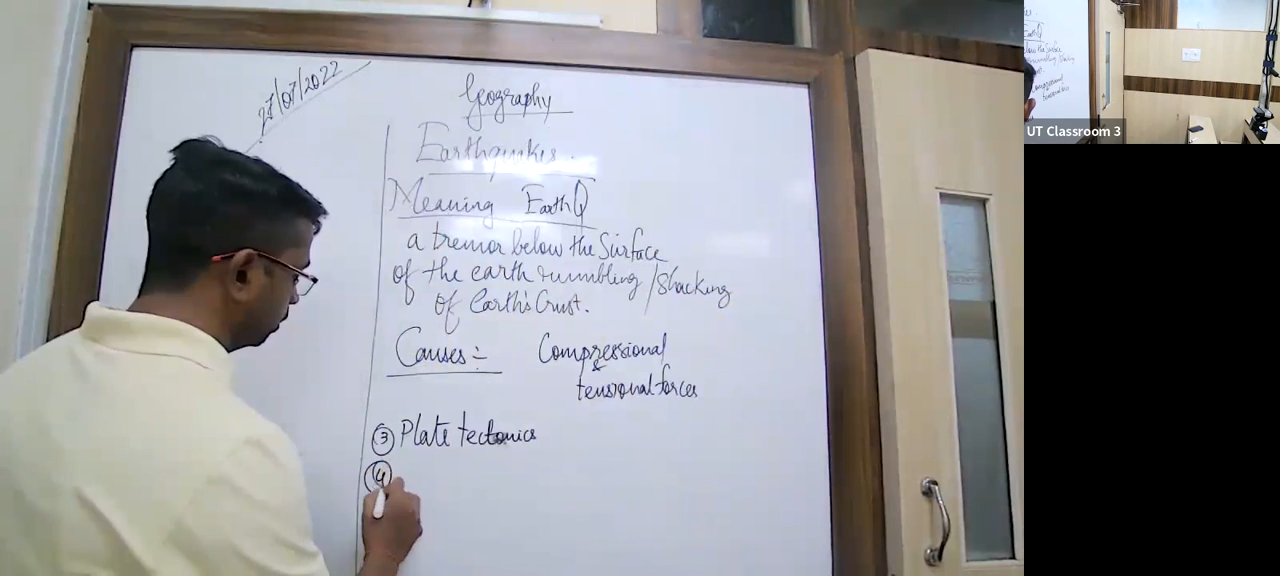 27/07/2022
Geography
Earthquakes.
Meaning EarthQ
a tremor below the Surface
of the earth rumbling/Shacking
of Earth's Crust.
Causes :- Compressional
&
tensional forces
③ Plate tectonics
④
UT Classroom 3